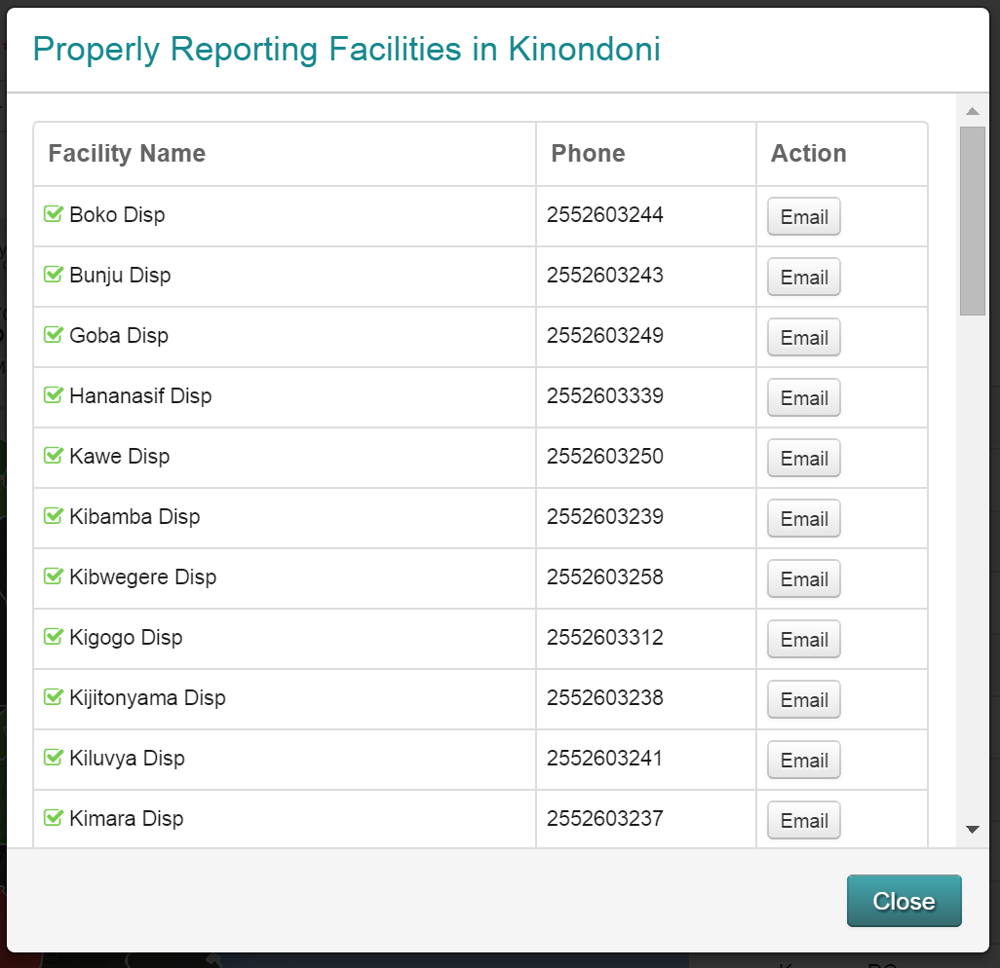 Properly Reporting Facilities in Kinondoni
Facility Name Phone Action
Boko Disp 2552603244 Email
Bunju Disp 2552603243 Email
Goba Disp 2552603249 Email
Hananasif Disp 2552603339 Email
Kawe Disp 2552603250 Email
Kibamba Disp 2552603239 Email
Kibwegere Disp 2552603258 Email
Kigogo Disp 2552603312 Email
Kijitonyama Disp 2552603238 Email
Kiluvya Disp 2552603241 Email
Kimara Disp 2552603237 Email
Close